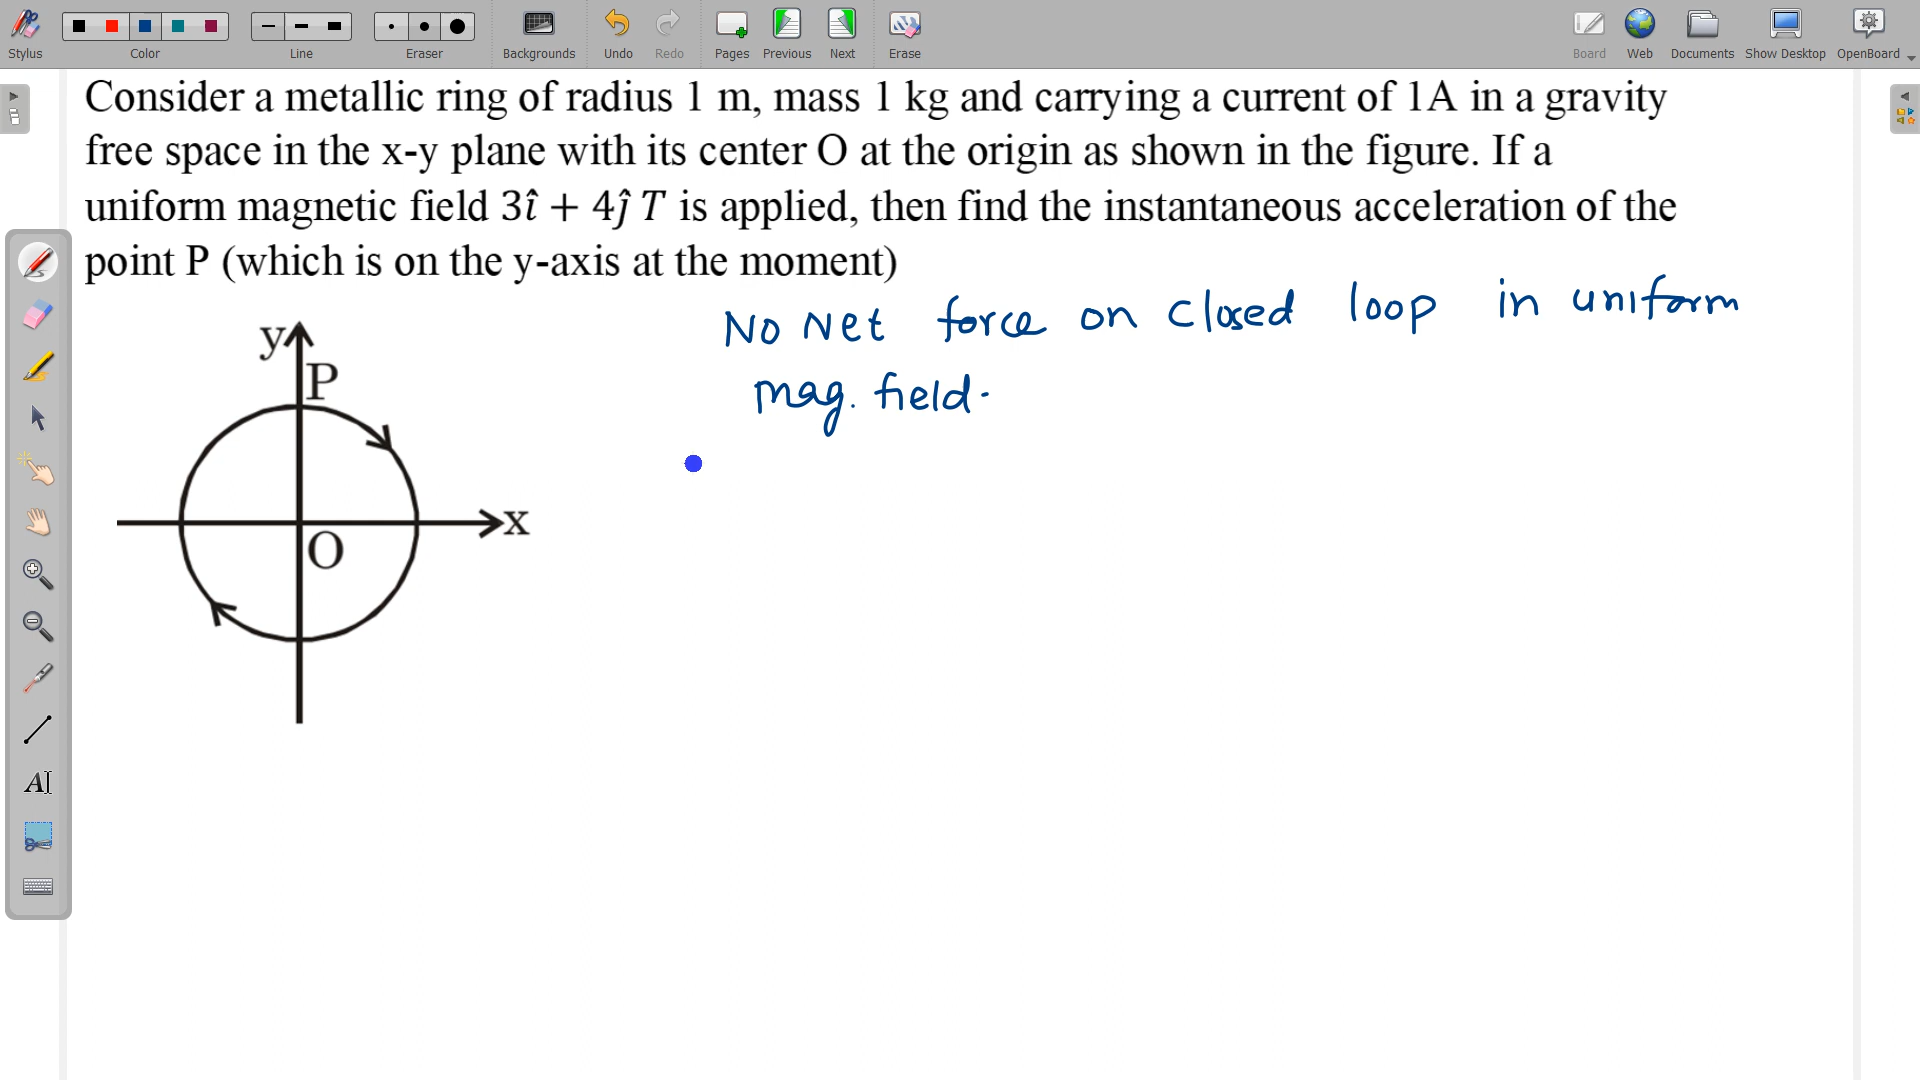 Stylus Color Line Eraser Backgrounds Undo Redo Pages Previous Next Erase Board Web Documents Show Desktop OpenBoard
Consider a metallic ring of radius 1 m, mass 1 kg and carrying a current of 1A in a gravity
free space in the x-y plane with its center O at the origin as shown in the figure. If a
uniform magnetic field 3î + 4ĵ T is applied, then find the instantaneous acceleration of the
point P (which is on the y-axis at the moment)
No Net force on closed loop in uniform
mag. field.
y
P
x
O